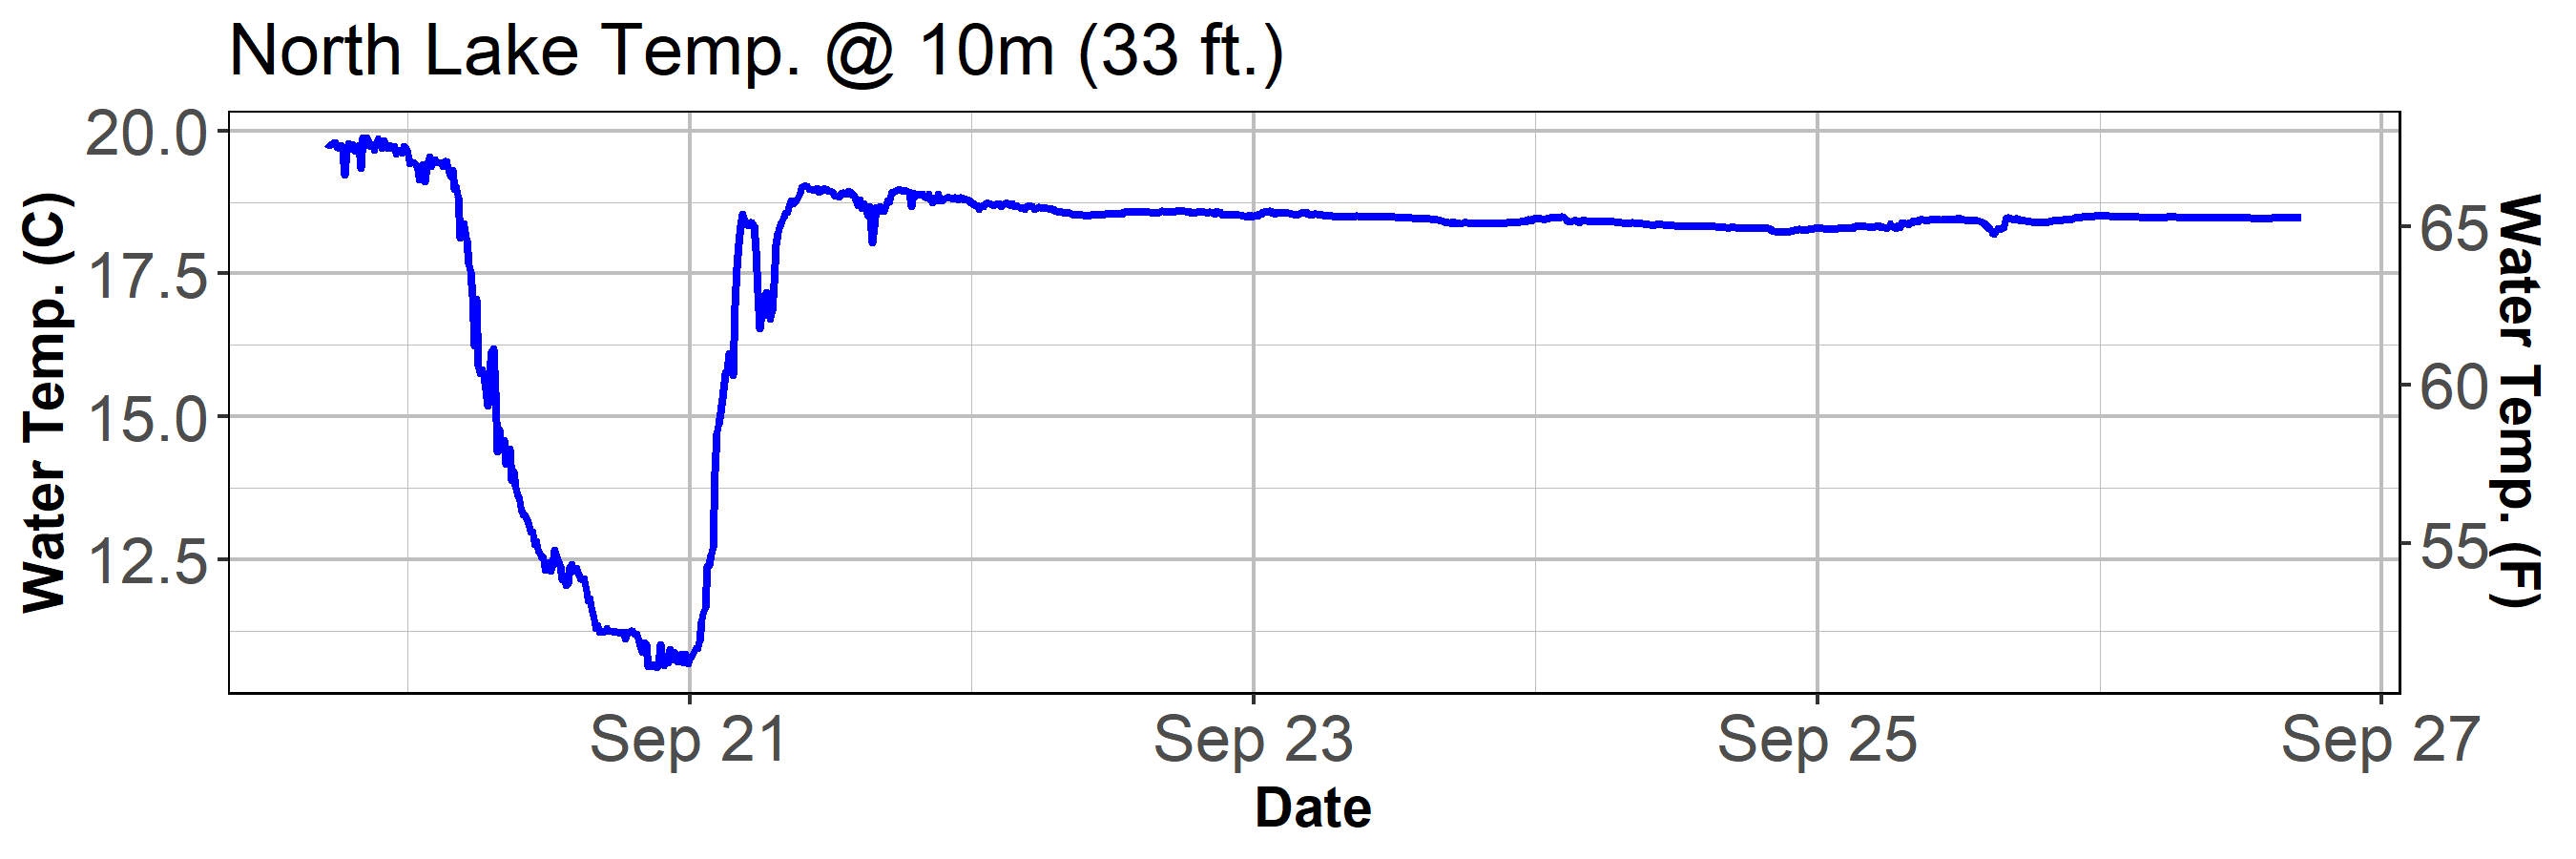 North Lake Temp. @ 10m (33 ft.)
Water Temp. (C)
20.0
17.5
15.0
12.5
65
60
55
Water Temp. (F)
Sep 21
Sep 23
Sep 25
Sep 27
Date